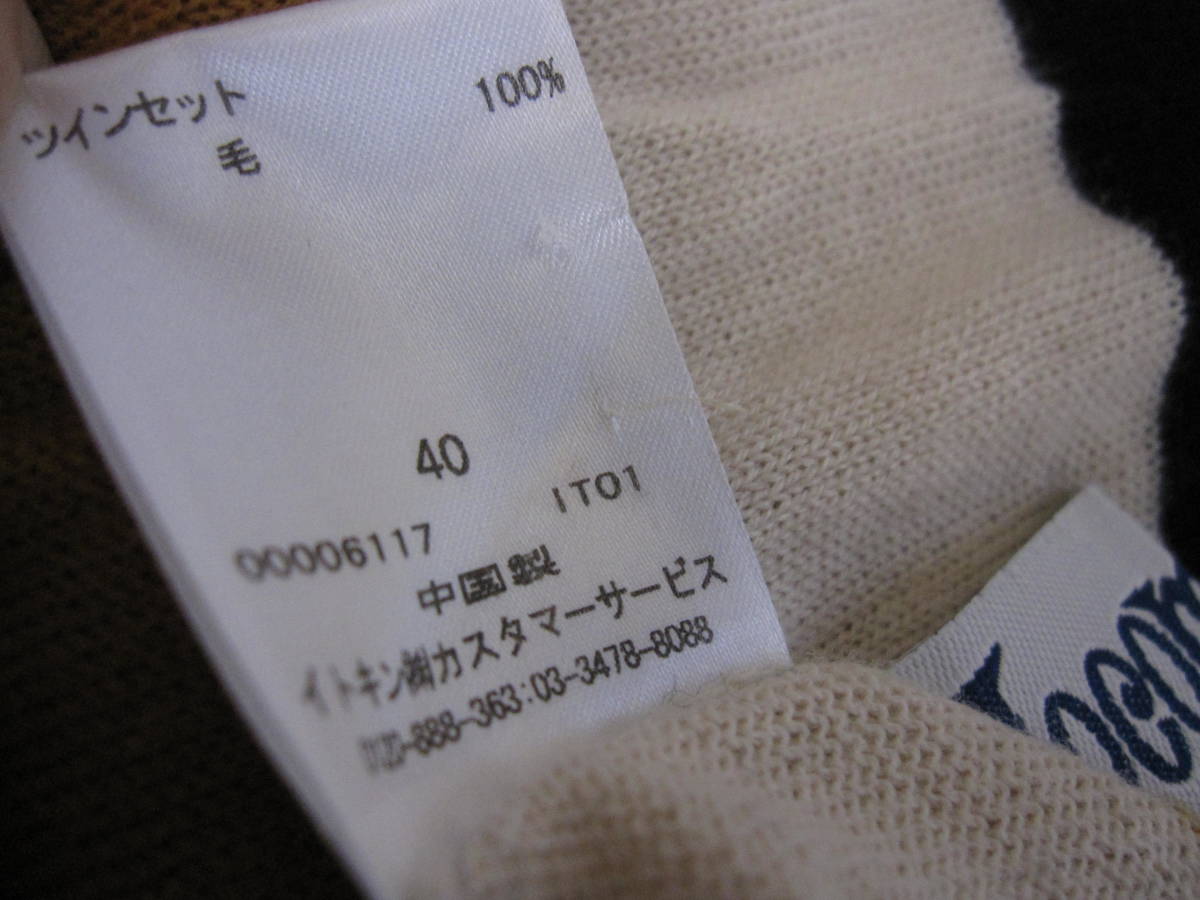 ツインセット
毛 100%
40
00006117 IT01
中国製
イトキン㈱カスタマーサービス
0120-888-363:03-3478-8088